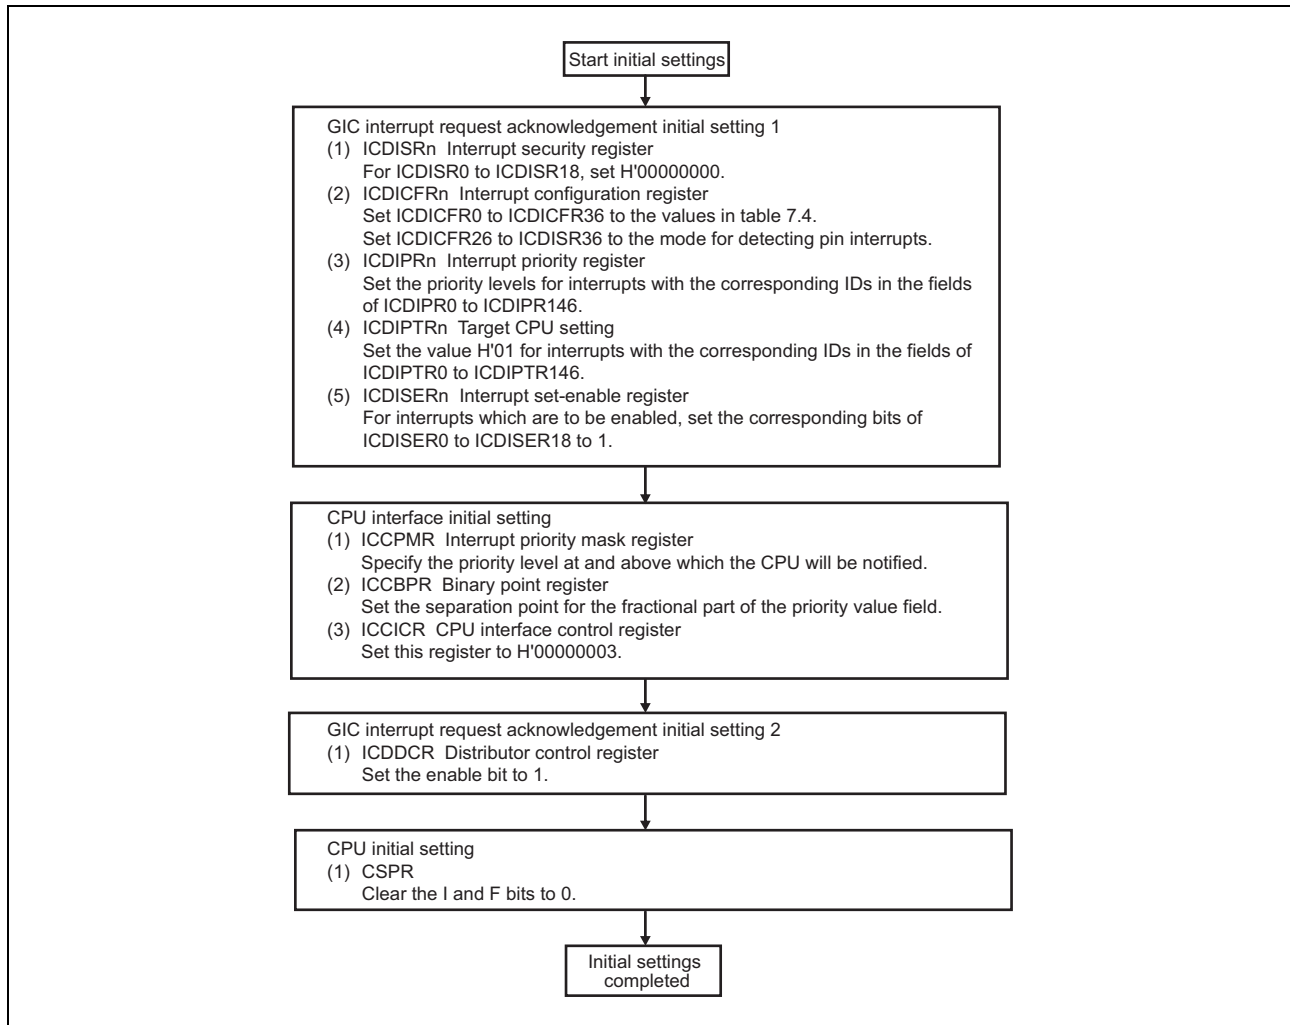 Start initial settings
GIC interrupt request acknowledgement initial setting 1
(1) ICDISRn Interrupt security register
For ICDISR0 to ICDISR18, set H'00000000.
(2) ICDICFRn Interrupt configuration register
Set ICDICFR0 to ICDICFR36 to the values in table 7.4.
Set ICDICFR26 to ICDISR36 to the mode for detecting pin interrupts.
(3) ICDIPRn Interrupt priority register
Set the priority levels for interrupts with the corresponding IDs in the fields
of ICDIPR0 to ICDIPR146.
(4) ICDIPTRn Target CPU setting
Set the value H'01 for interrupts with the corresponding IDs in the fields of
ICDIPTR0 to ICDIPTR146.
(5) ICDISERn Interrupt set-enable register
For interrupts which are to be enabled, set the corresponding bits of
ICDISER0 to ICDISER18 to 1.
CPU interface initial setting
(1) ICCPMR Interrupt priority mask register
Specify the priority level at and above which the CPU will be notified.
(2) ICCBPR Binary point register
Set the separation point for the fractional part of the priority value field.
(3) ICCICR CPU interface control register
Set this register to H'00000003.
GIC interrupt request acknowledgement initial setting 2
(1) ICDDCR Distributor control register
Set the enable bit to 1.
CPU initial setting
(1) CSPR
Clear the I and F bits to 0.
Initial settings
completed